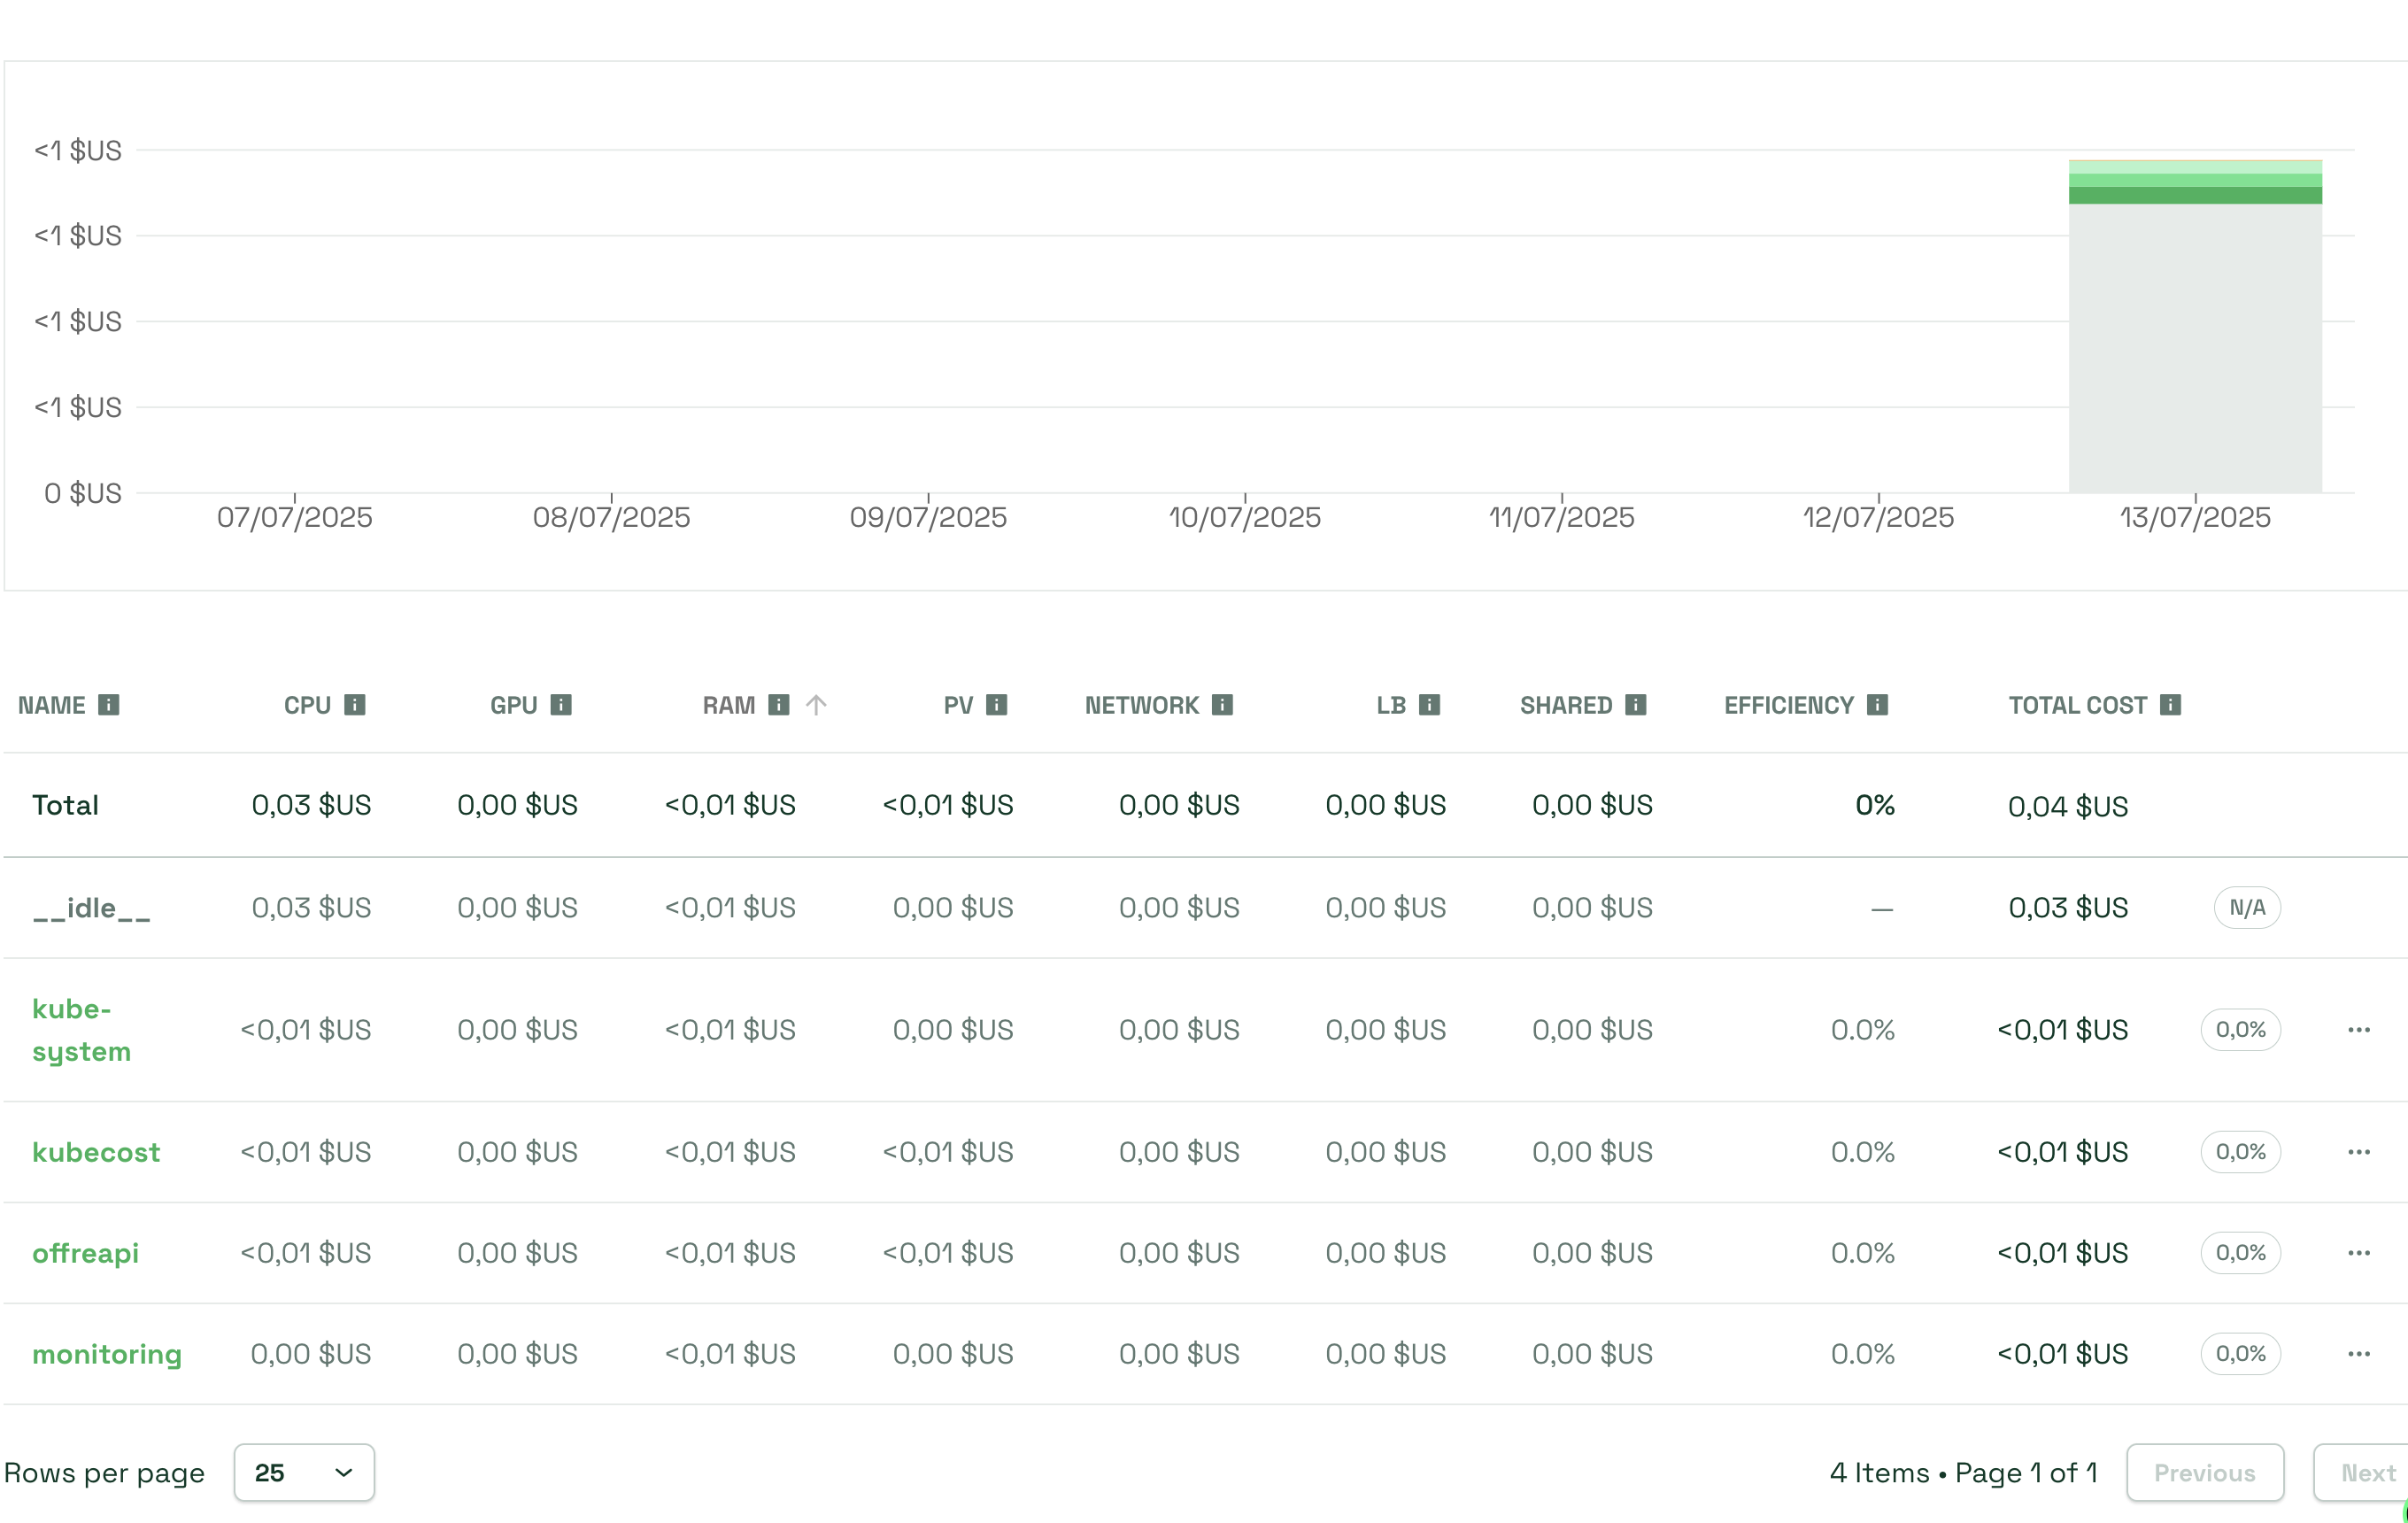 <1 $US
<1 $US
<1 $US
<1 $US
0 $US
07/07/2025 08/07/2025 09/07/2025 10/07/2025 11/07/2025 12/07/2025 13/07/2025
NAME CPU GPU RAM PV NETWORK LB SHARED EFFICIENCY TOTAL COST
Total 0,03 $US 0,00 $US <0,01 $US <0,01 $US 0,00 $US 0,00 $US 0,00 $US 0% 0,04 $US
__idle__ 0,03 $US 0,00 $US <0,01 $US 0,00 $US 0,00 $US 0,00 $US 0,00 $US — 0,03 $US N/A
kube-
system <0,01 $US 0,00 $US <0,01 $US 0,00 $US 0,00 $US 0,00 $US 0,00 $US 0.0% <0,01 $US 0,0% ...
kubecost <0,01 $US 0,00 $US <0,01 $US <0,01 $US 0,00 $US 0,00 $US 0,00 $US 0.0% <0,01 $US 0,0% ...
offreapi <0,01 $US 0,00 $US <0,01 $US <0,01 $US 0,00 $US 0,00 $US 0,00 $US 0.0% <0,01 $US 0,0% ...
monitoring 0,00 $US 0,00 $US <0,01 $US 0,00 $US 0,00 $US 0,00 $US 0,00 $US 0.0% <0,01 $US 0,0% ...
Rows per page 25 4 Items • Page 1 of 1 Previous Next